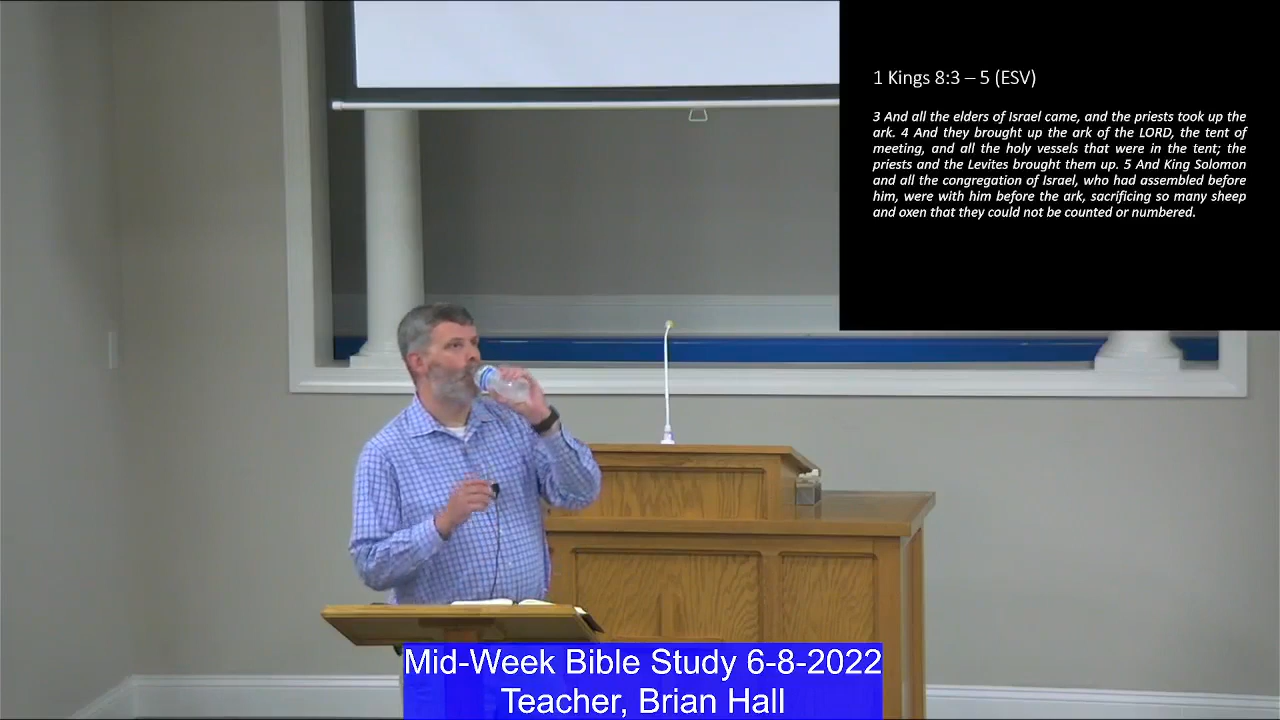 1 Kings 8:3 – 5 (ESV)
3 And all the elders of Israel came, and the priests took up the
ark. 4 And they brought up the ark of the LORD, the tent of
meeting, and all the holy vessels that were in the tent; the
priests and the Levites brought them up. 5 And King Solomon
and all the congregation of Israel, who had assembled before
him, were with him before the ark, sacrificing so many sheep
and oxen that they could not be counted or numbered.
Mid-Week Bible Study 6-8-2022
Teacher, Brian Hall